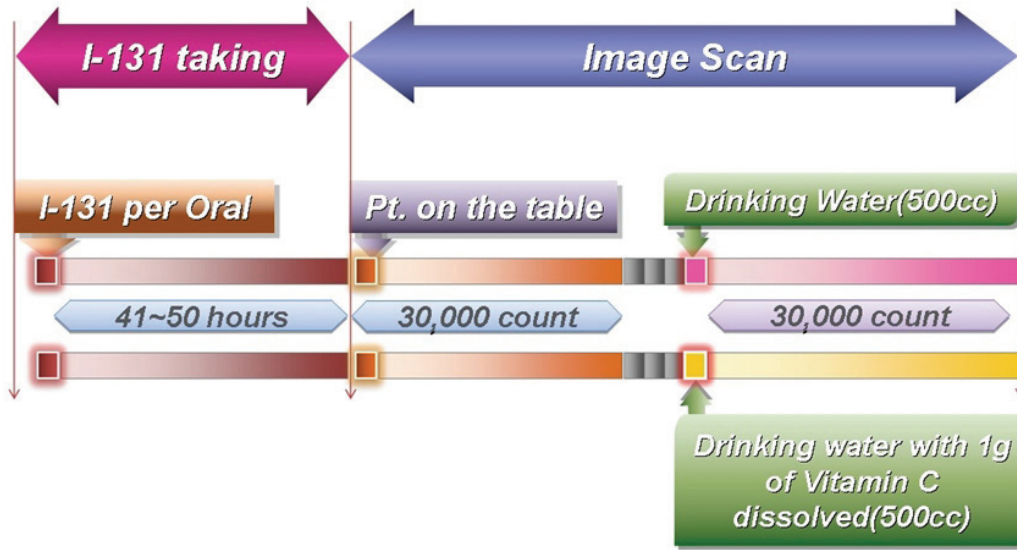 I-131 taking
Image Scan
I-131 per Oral
Pt. on the table
Drinking Water(500cc)
41~50 hours
30,000 count
30,000 count
Drinking water with 1g
of Vitamin C
dissolved(500cc)